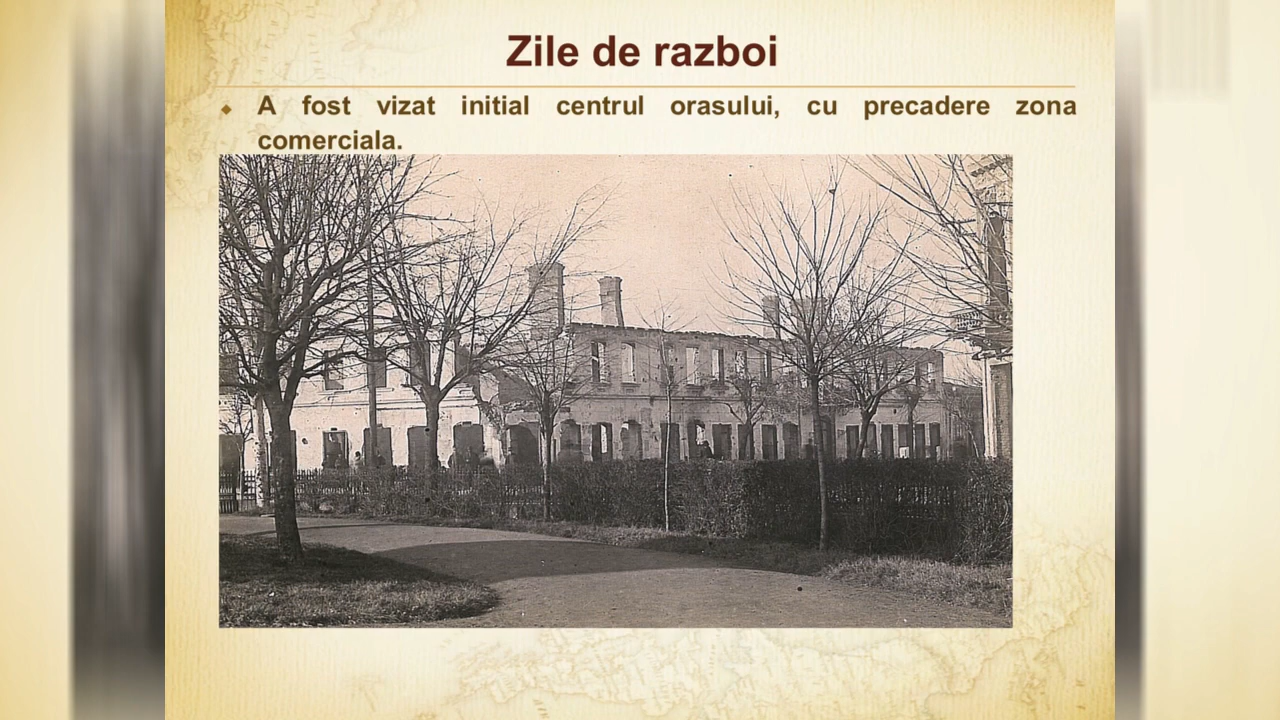 Zile de razboi
A fost vizat initial centrul orasului, cu precadere zona
comerciala.